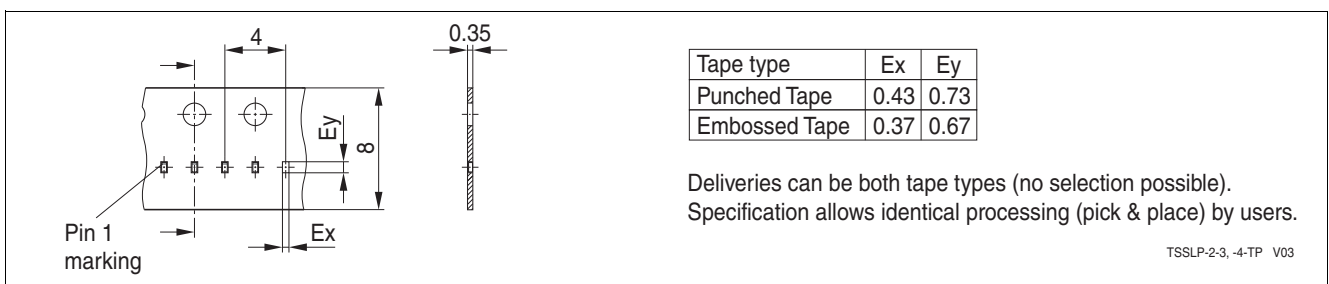 4
0.35
Ey
8
Pin 1
marking
Ex
Tape type Ex Ey
Punched Tape 0.43 0.73
Embossed Tape 0.37 0.67
Deliveries can be both tape types (no selection possible).
Specification allows identical processing (pick & place) by users.
TSSLP-2-3, -4-TP V03